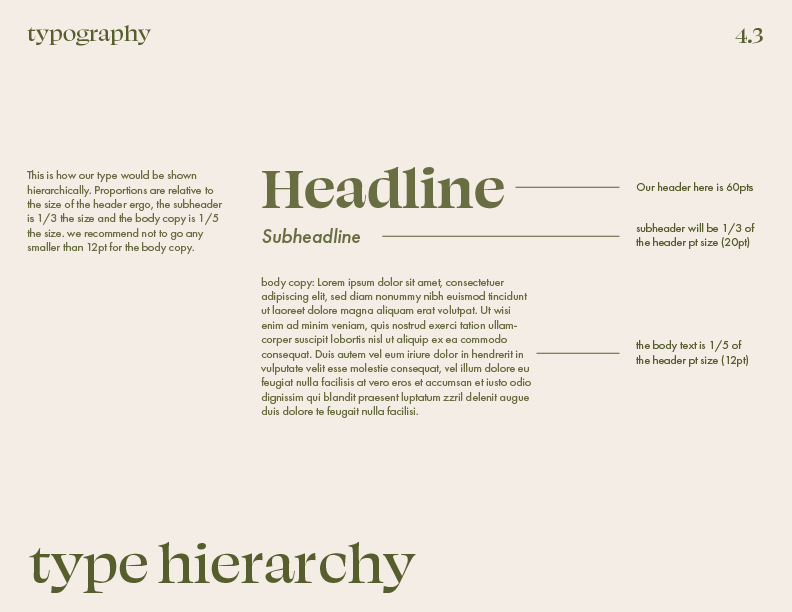 typography
4.3
This is how our type would be shown
hierarchically. Proportions are relative to
the size of the header ergo, the subheader
is 1/3 the size and the body copy is 1/5
the size. we recommend not to go any
smaller than 12pt for the body copy.
Headline
Our header here is 60pts
Subheadline
subheader will be 1/3 of
the header pt size (20pt)
body copy: Lorem ipsum dolor sit amet, consectetuer
adipiscing elit, sed diam nonummy nibh euismod tincidunt
ut laoreet dolore magna aliquam erat volutpat. Ut wisi
enim ad minim veniam, quis nostrud exerci tation ullam-
corper suscipit lobortis nisl ut aliquip ex ea commodo
consequat. Duis autem vel eum iriure dolor in hendrerit in
vulputate velit esse molestie consequat, vel illum dolore eu
feugiat nulla facilisis at vero eros et accumsan et iusto odio
dignissim qui blandit praesent luptatum zzril delenit augue
duis dolore te feugait nulla facilisi.
the body text is 1/5 of
the header pt size (12pt)
type hierarchy